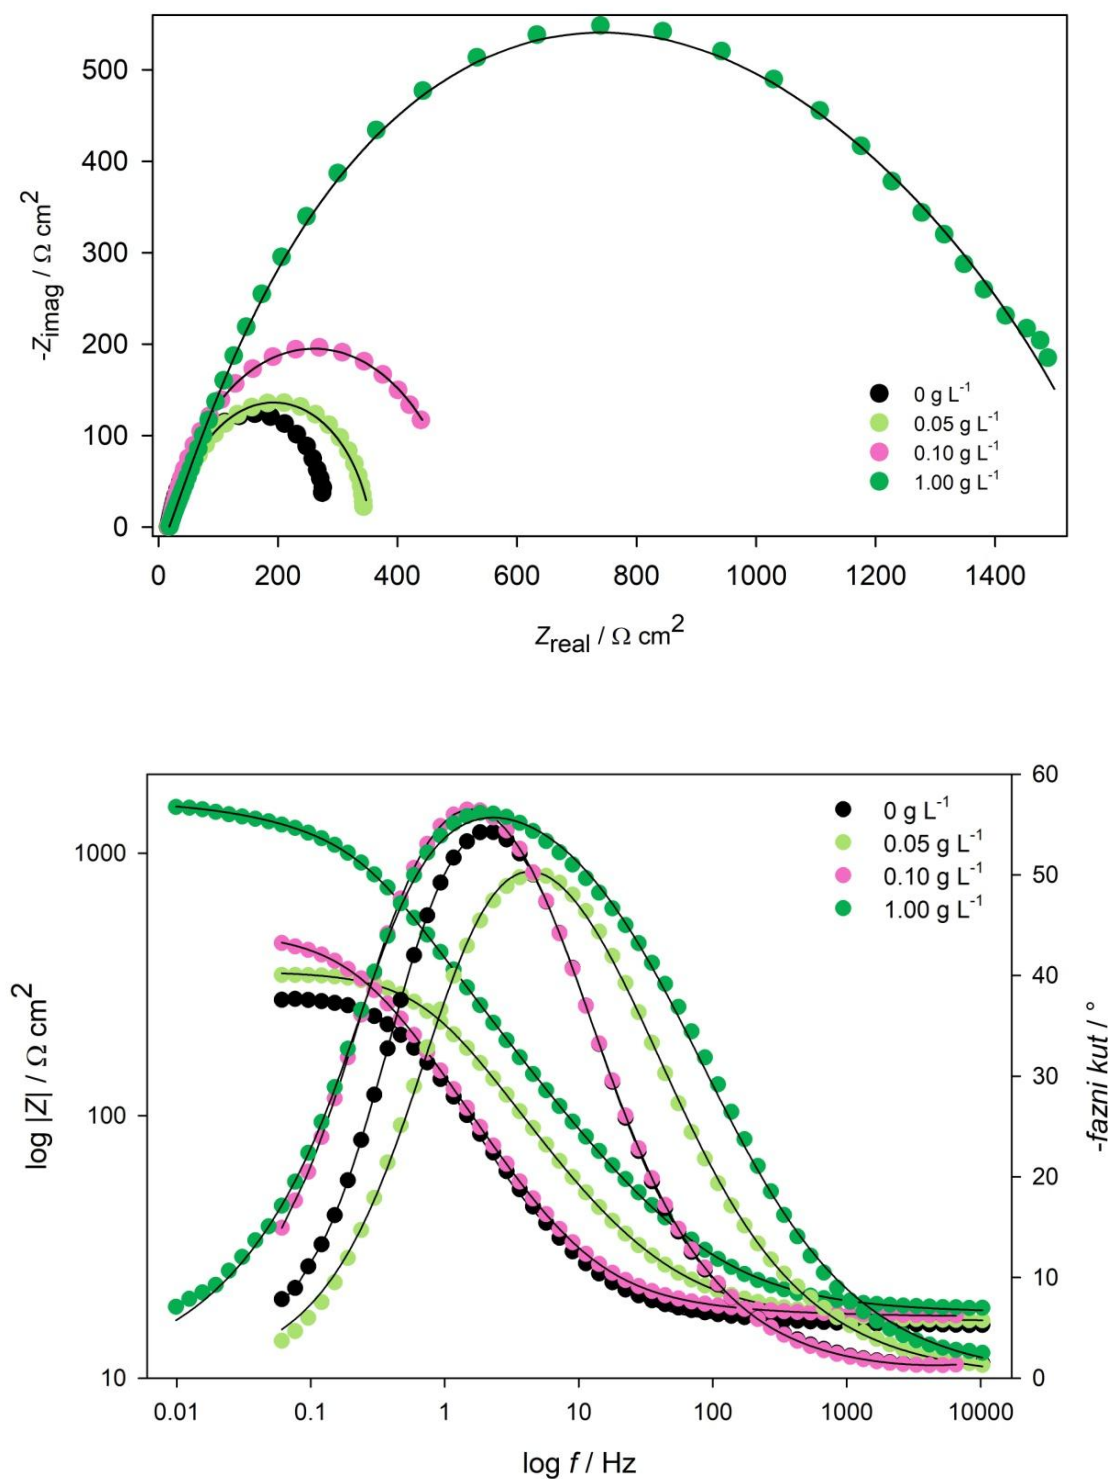 500
400
300
200
100
0
-Zimag / Ω cm²
0 g L⁻¹
0.05 g L⁻¹
0.10 g L⁻¹
1.00 g L⁻¹
0 200 400 600 800 1000 1200 1400
Zreal / Ω cm²
1000
100
10
log |Z| / Ω cm²
0 g L⁻¹
0.05 g L⁻¹
0.10 g L⁻¹
1.00 g L⁻¹
60
50
40
30
20
10
0
-fazni kut / °
0.01 0.1 1 10 100 1000 10000
log f / Hz